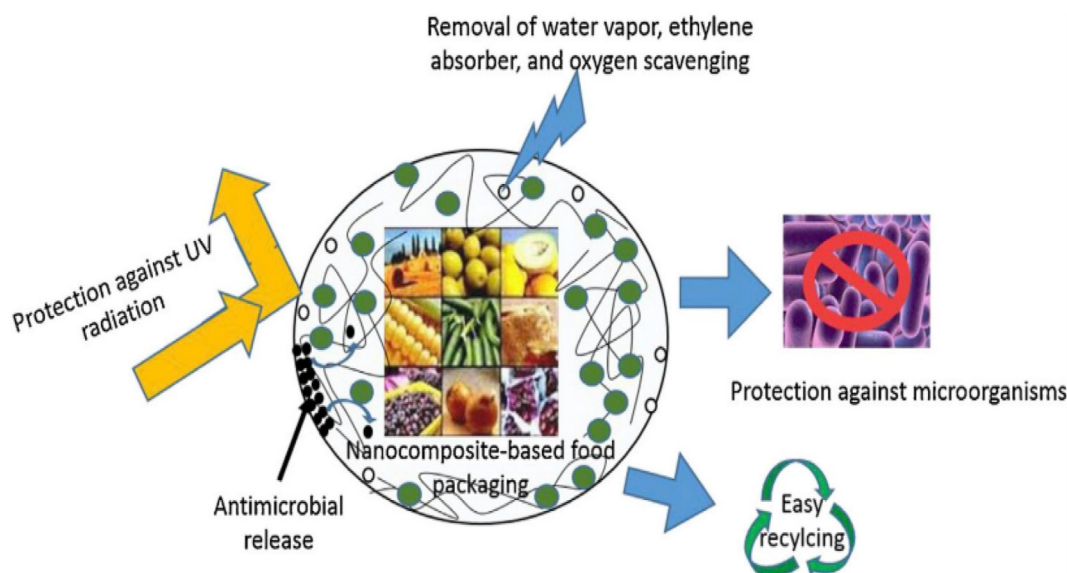 Removal of water vapor, ethylene
absorber, and oxygen scavenging
Protection against UV
radiation
Protection against microorganisms
Nanocomposite-based food
packaging
Antimicrobial
release
Easy
recylcing